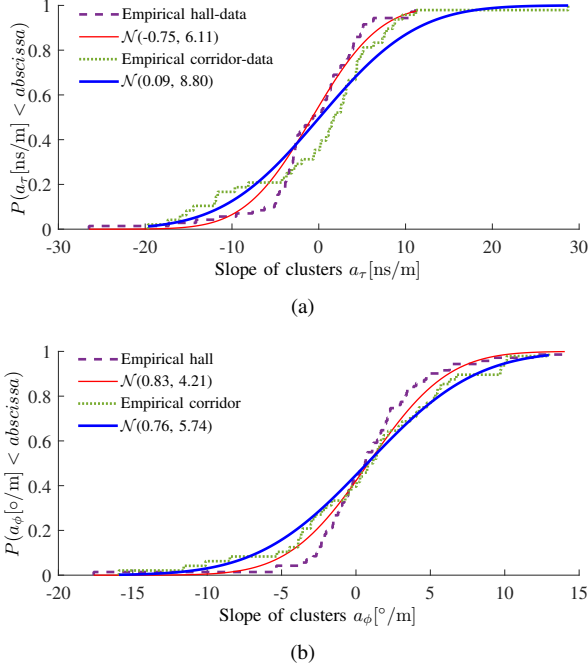 1
0.8
0.6
0.4
0.2
0
P(a_τ[ns/m] < abscissa)
Empirical hall-data
𝒩(-0.75, 6.11)
Empirical corridor-data
𝒩(0.09, 8.80)
-30 -20 -10 0 10 20 30
Slope of clusters a_τ[ns/m]
(a)
1
0.8
0.6
0.4
0.2
0
P(a_ϕ[○/m] < abscissa)
Empirical hall
𝒩(0.83, 4.21)
Empirical corridor
𝒩(0.76, 5.74)
-20 -15 -10 -5 0 5 10 15
Slope of clusters a_ϕ[°/m]
(b)